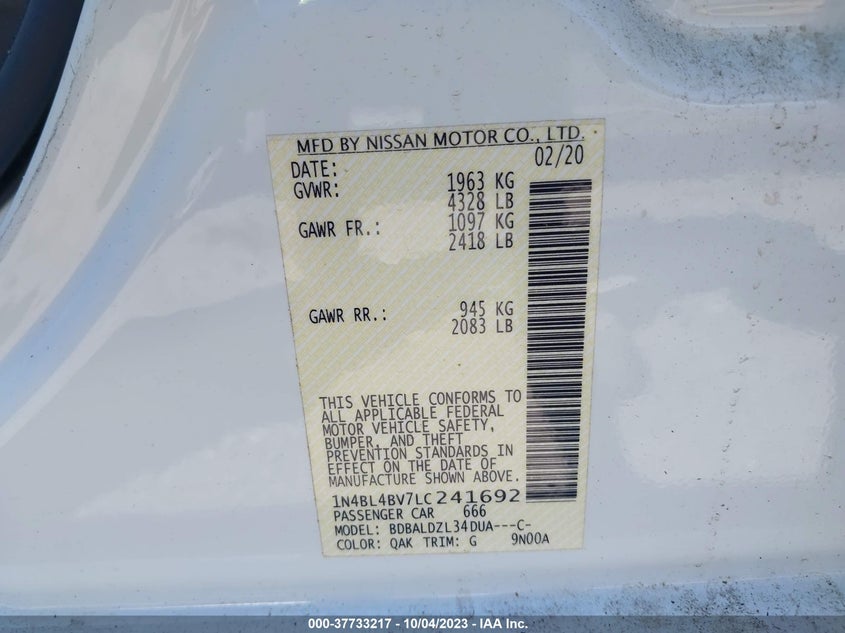 MFD BY NISSAN MOTOR CO., LTD.
DATE: 02/20
GVWR: 1963 KG
4328 LB
GAWR FR.: 1097 KG
2418 LB
GAWR RR.: 945 KG
2083 LB
THIS VEHICLE CONFORMS TO
ALL APPLICABLE FEDERAL
MOTOR VEHICLE SAFETY,
BUMPER, AND THEFT
PREVENTION STANDARDS IN
EFFECT ON THE DATE OF
MANUFACTURE SHOWN ABOVE.
1N4BL4BV7LC241692
PASSENGER CAR 666
MODEL: BDBALDZL34DUA---C-
COLOR: QAK TRIM: G 9N00A
000-37733217 - 10/04/2023 - IAA Inc.